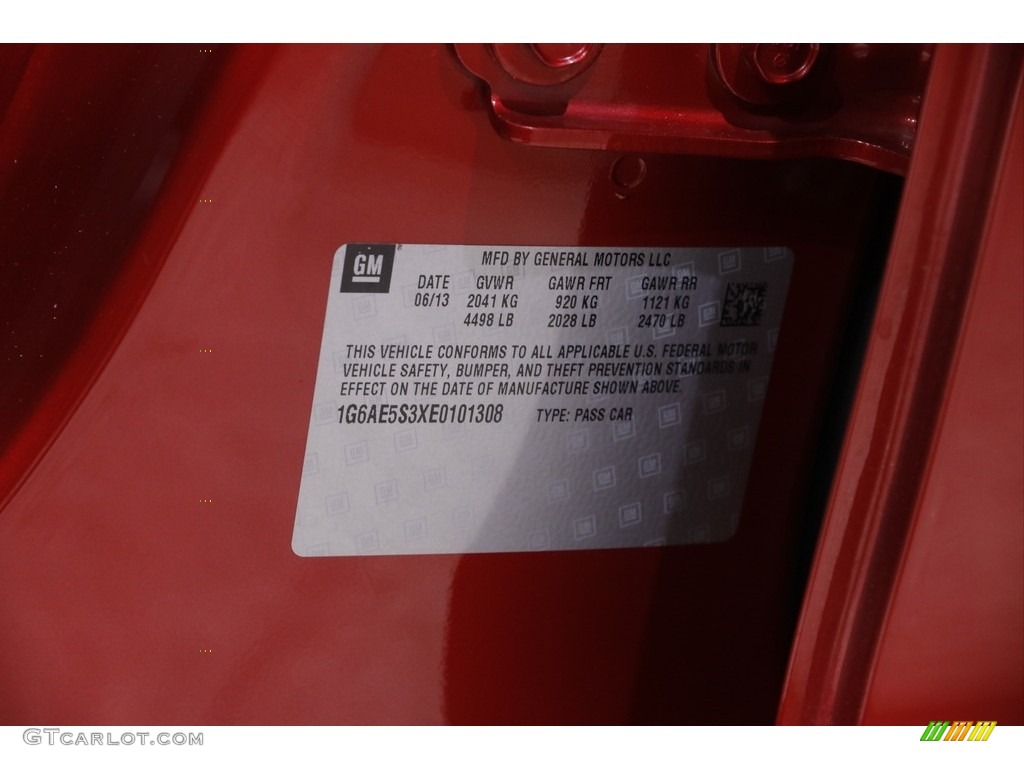 GM
MFD BY GENERAL MOTORS LLC
DATE GVWR GAWR FRT GAWR RR
06/13 2041 KG 920 KG 1121 KG
4498 LB 2028 LB 2470 LB
THIS VEHICLE CONFORMS TO ALL APPLICABLE U.S. FEDERAL MOTOR
VEHICLE SAFETY, BUMPER, AND THEFT PREVENTION STANDARDS IN
EFFECT ON THE DATE OF MANUFACTURE SHOWN ABOVE.
1G6AE5S3XE0101308 TYPE: PASS CAR
GTCARLOT.COM